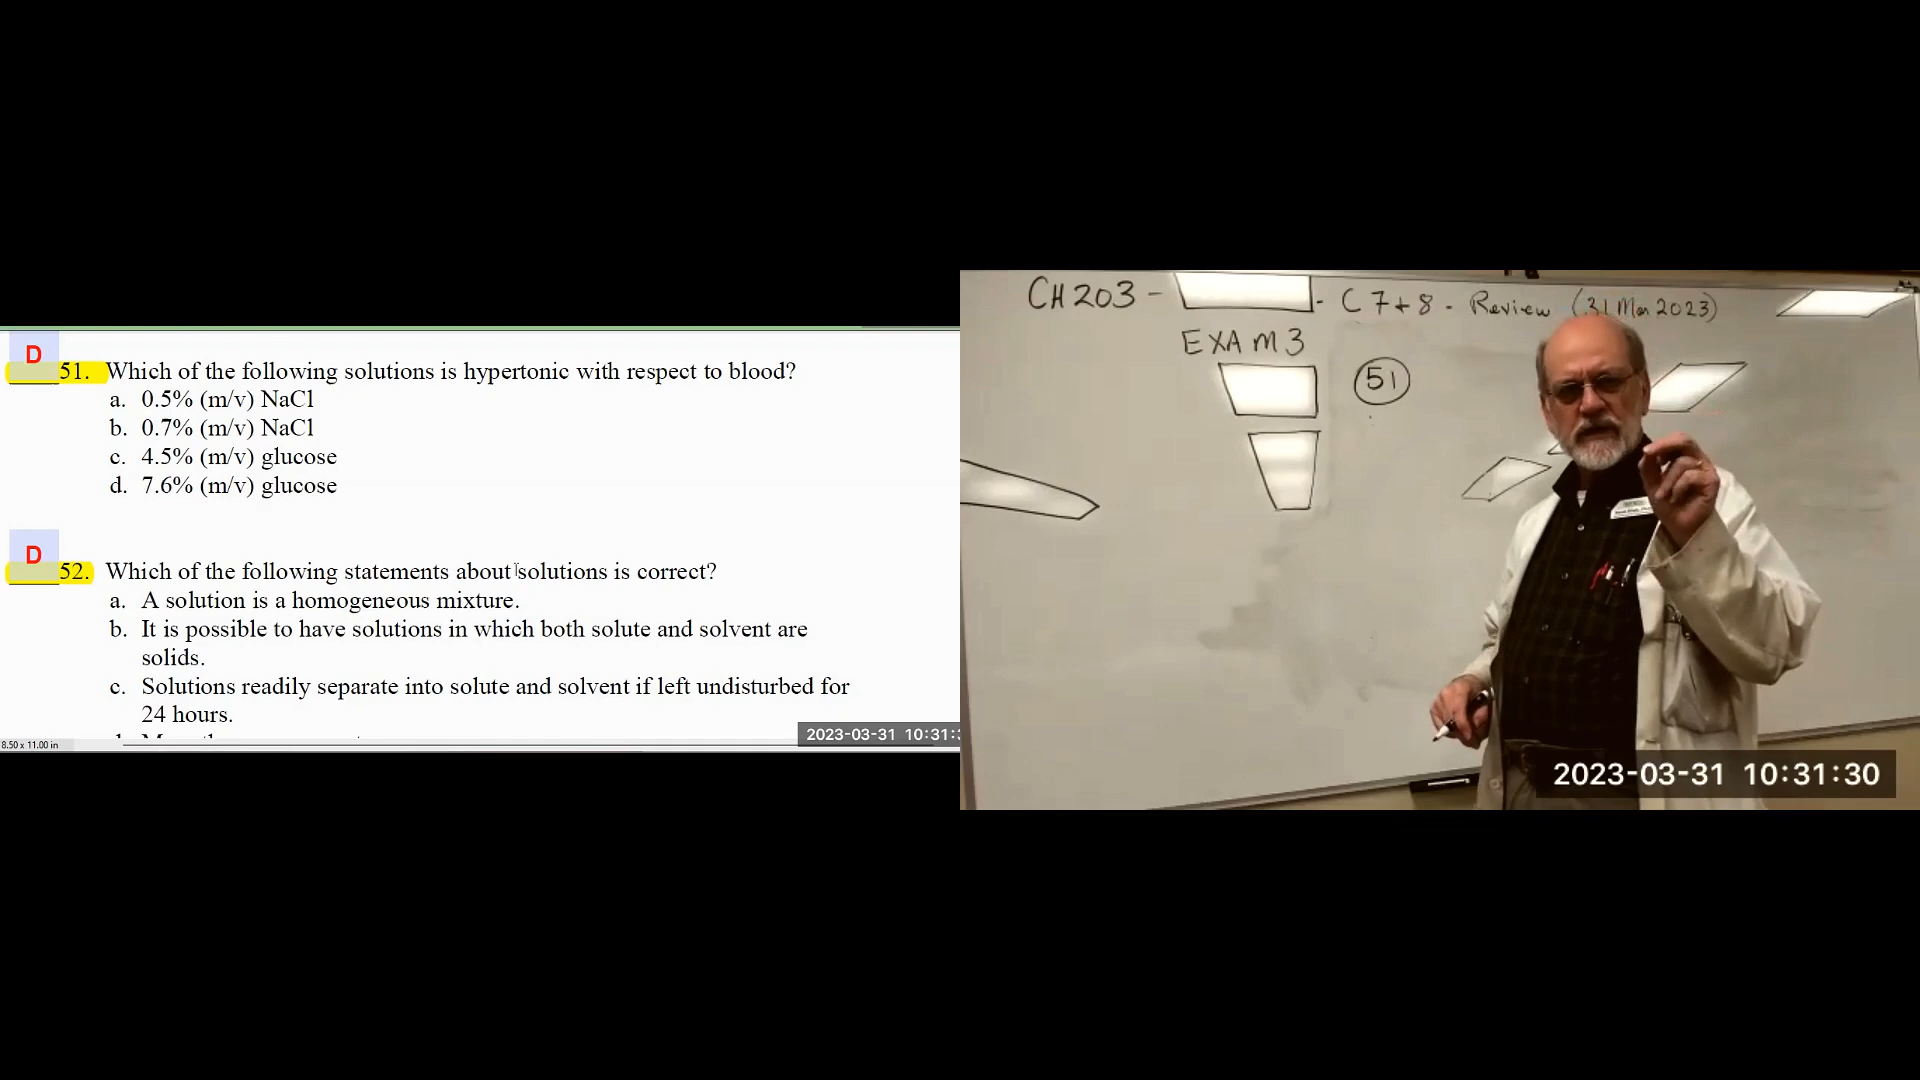 D
51. Which of the following solutions is hypertonic with respect to blood?
a. 0.5% (m/v) NaCl
b. 0.7% (m/v) NaCl
c. 4.5% (m/v) glucose
d. 7.6% (m/v) glucose
D
52. Which of the following statements about solutions is correct?
a. A solution is a homogeneous mixture.
b. It is possible to have solutions in which both solute and solvent are
solids.
c. Solutions readily separate into solute and solvent if left undisturbed for
24 hours.
2023-03-31 10:31:3
8.50 x 11.00 in
CH 203 - - C 7 + 8 - Review (31 Mar 2023)
EXAM 3
51
2023-03-31 10:31:30